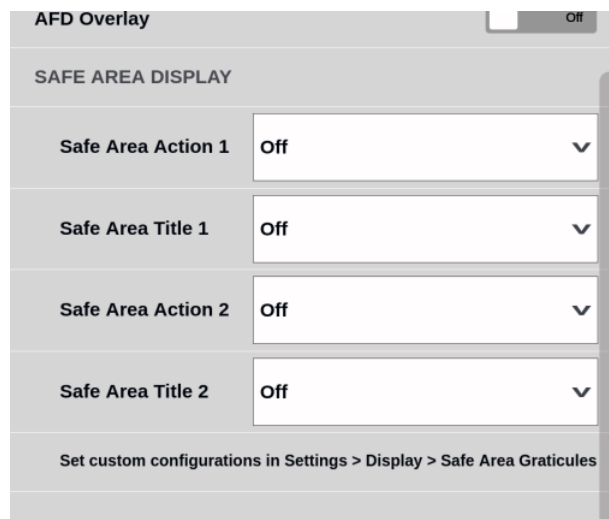 AFD Overlay Off
SAFE AREA DISPLAY
Safe Area Action 1 Off
Safe Area Title 1 Off
Safe Area Action 2 Off
Safe Area Title 2 Off
Set custom configurations in Settings > Display > Safe Area Graticules